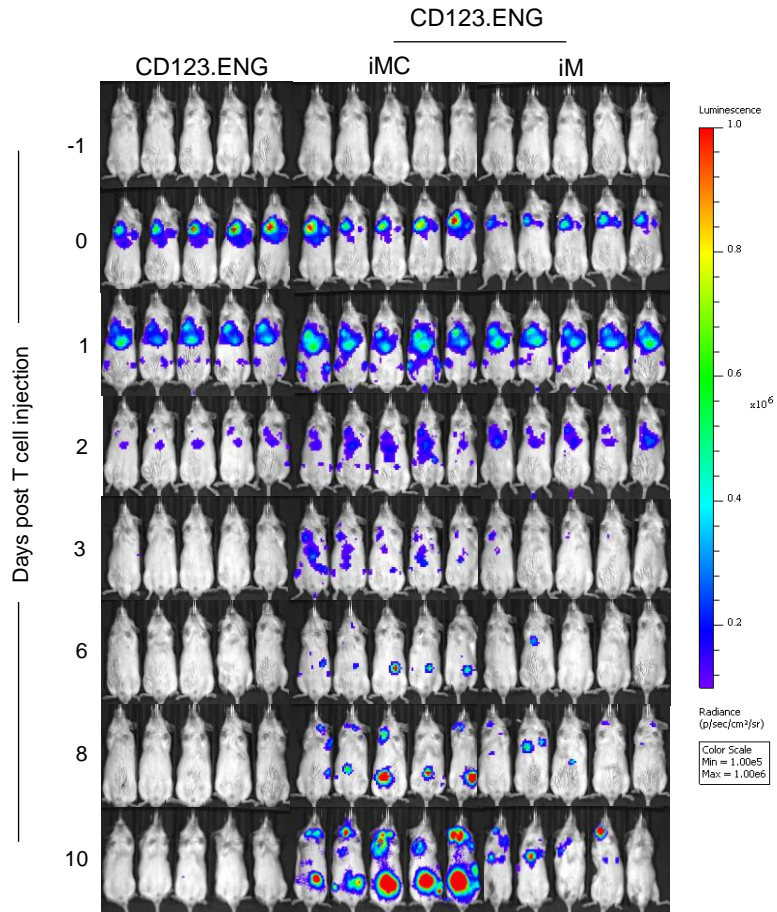 CD123.ENG
CD123.ENG iMC iM
Days post T cell injection
-1
0
1
2
3
6
8
10
Luminescence
1.0
0.8
0.6
x10⁶
0.4
0.2
Radiance
(p/sec/cm²/sr)
Color Scale
Min = 1.00e5
Max = 1.00e6